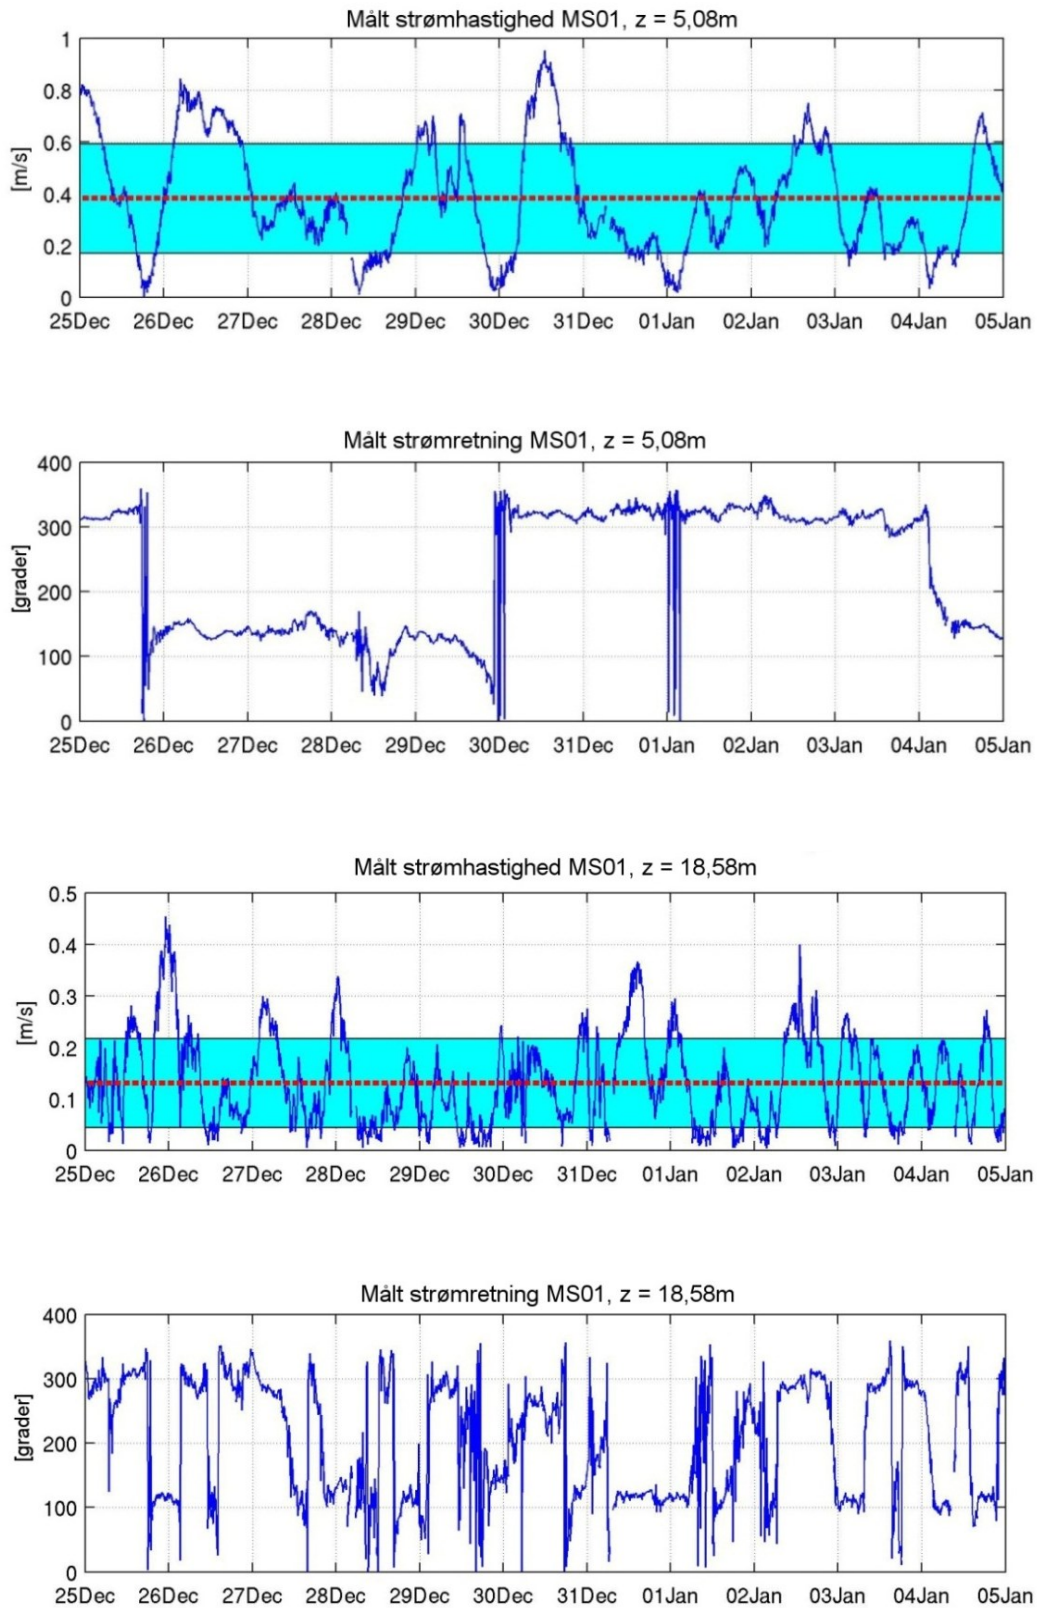 Målt strømhastighed MS01, z = 5,08m
1
0.8
0.6
0.4
0.2
0
[m/s]
25Dec 26Dec 27Dec 28Dec 29Dec 30Dec 31Dec 01Jan 02Jan 03Jan 04Jan 05Jan
Målt strømretning MS01, z = 5,08m
400
300
200
100
0
[grader]
25Dec 26Dec 27Dec 28Dec 29Dec 30Dec 31Dec 01Jan 02Jan 03Jan 04Jan 05Jan
Målt strømhastighed MS01, z = 18,58m
0.5
0.4
0.3
0.2
0.1
0
[m/s]
25Dec 26Dec 27Dec 28Dec 29Dec 30Dec 31Dec 01Jan 02Jan 03Jan 04Jan 05Jan
Målt strømretning MS01, z = 18,58m
400
300
200
100
0
[grader]
25Dec 26Dec 27Dec 28Dec 29Dec 30Dec 31Dec 01Jan 02Jan 03Jan 04Jan 05Jan